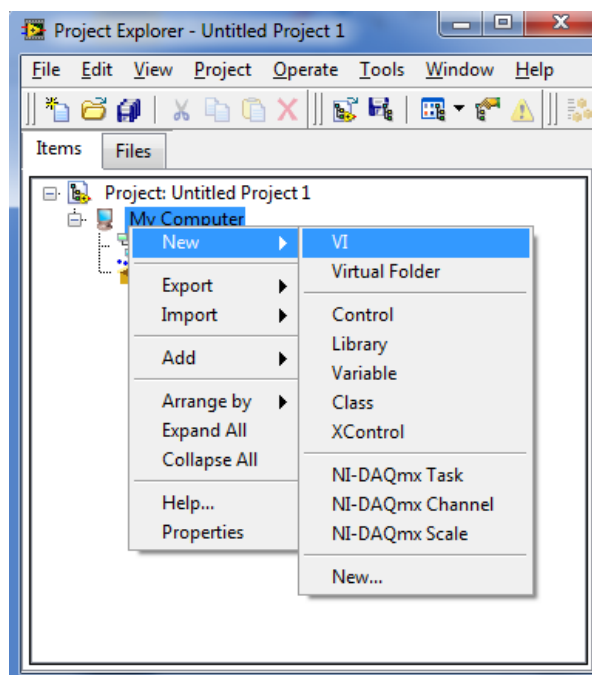 Project Explorer - Untitled Project 1
File Edit View Project Operate Tools Window Help
Items Files
Project: Untitled Project 1
My Computer
New
Export
Import
Add
Arrange by
Expand All
Collapse All
Help...
Properties
VI
Virtual Folder
Control
Library
Variable
Class
XControl
NI-DAQmx Task
NI-DAQmx Channel
NI-DAQmx Scale
New...